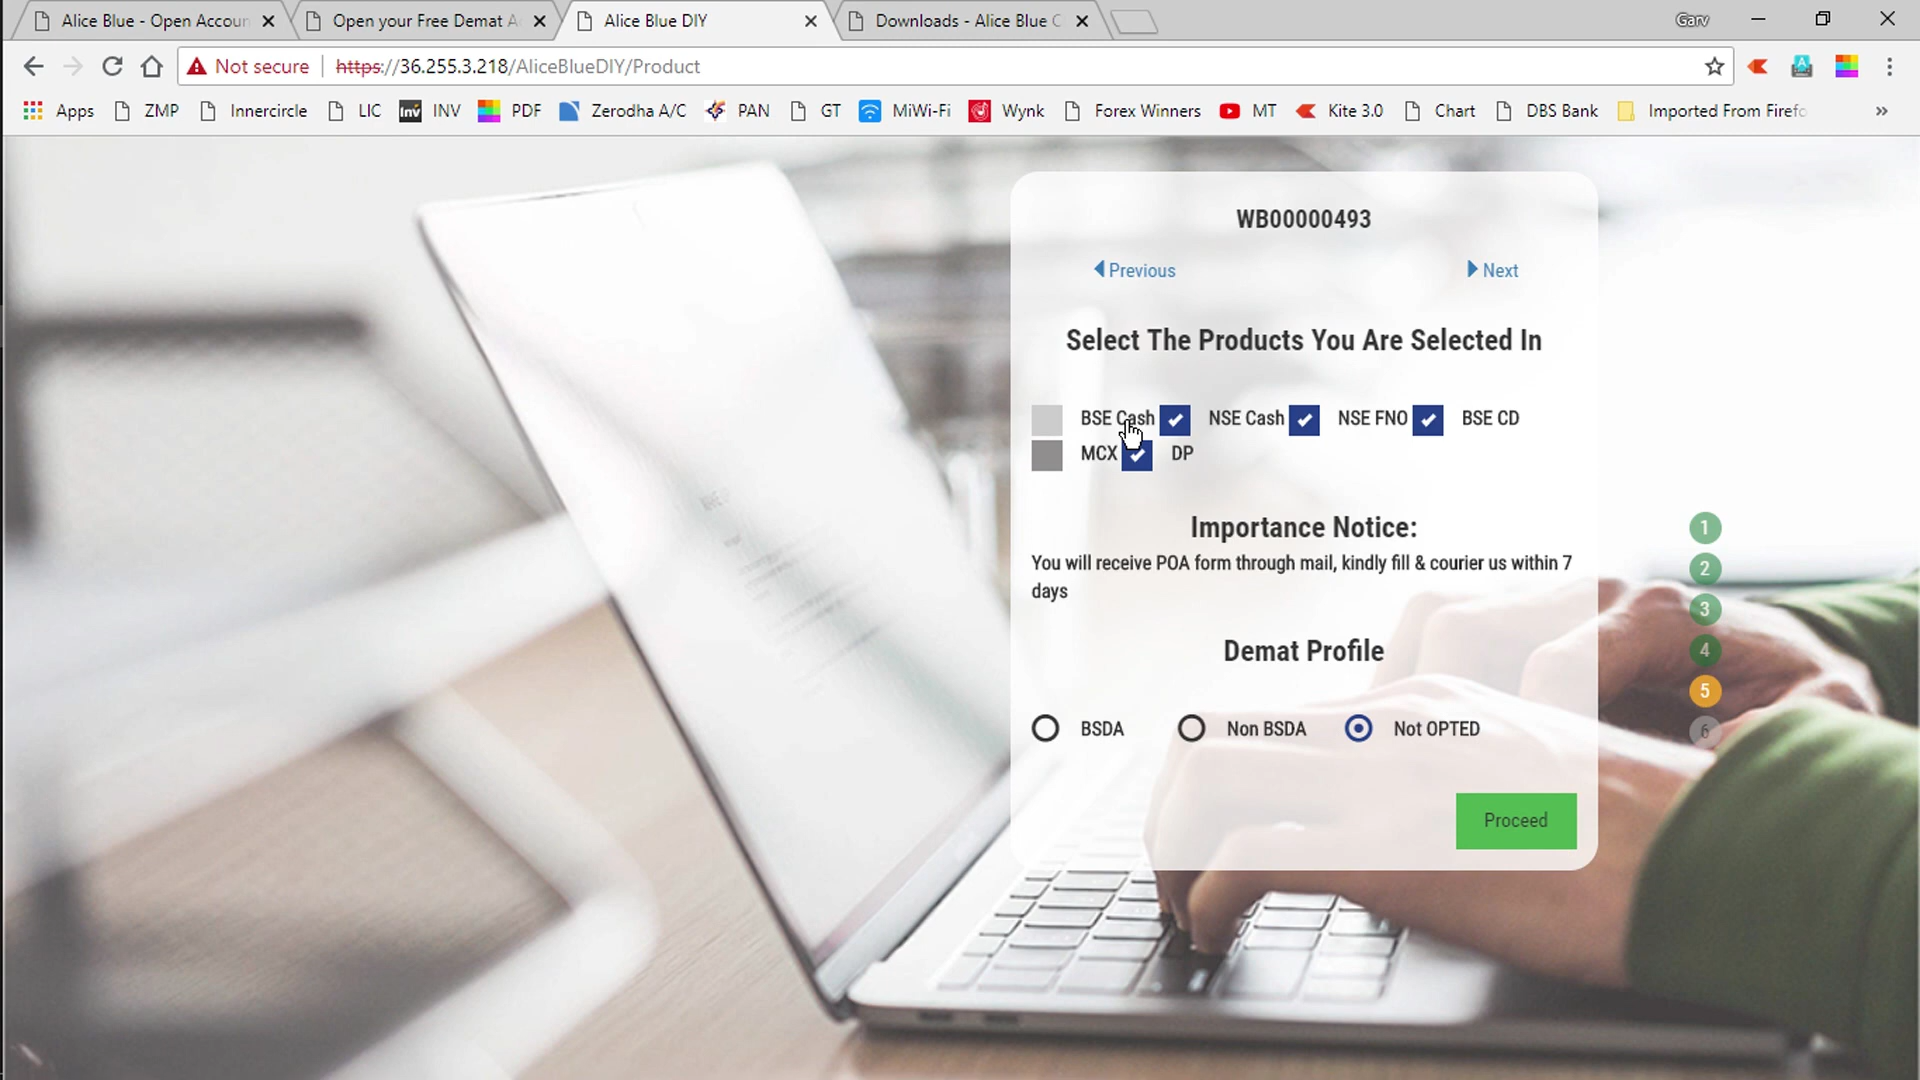 Alice Blue - Open Accoun
Open your Free Demat A
Alice Blue DIY
Downloads - Alice Blue C
Garv
Not secure https://36.255.3.218/AliceBlueDIY/Product
Apps ZMP Innercircle LIC inv INV PDF Zerodha A/C PAN GT MiWi-Fi Wynk Forex Winners MT Kite 3.0 Chart DBS Bank Imported From Firefo »
WB00000493
Previous Next
Select The Products You Are Selected In
BSE Cash NSE Cash NSE FNO BSE CD
MCX DP
Importance Notice:
You will receive POA form through mail, kindly fill & courier us within 7
days
Demat Profile
BSDA Non BSDA Not OPTED
Proceed
1
2
3
4
5
6